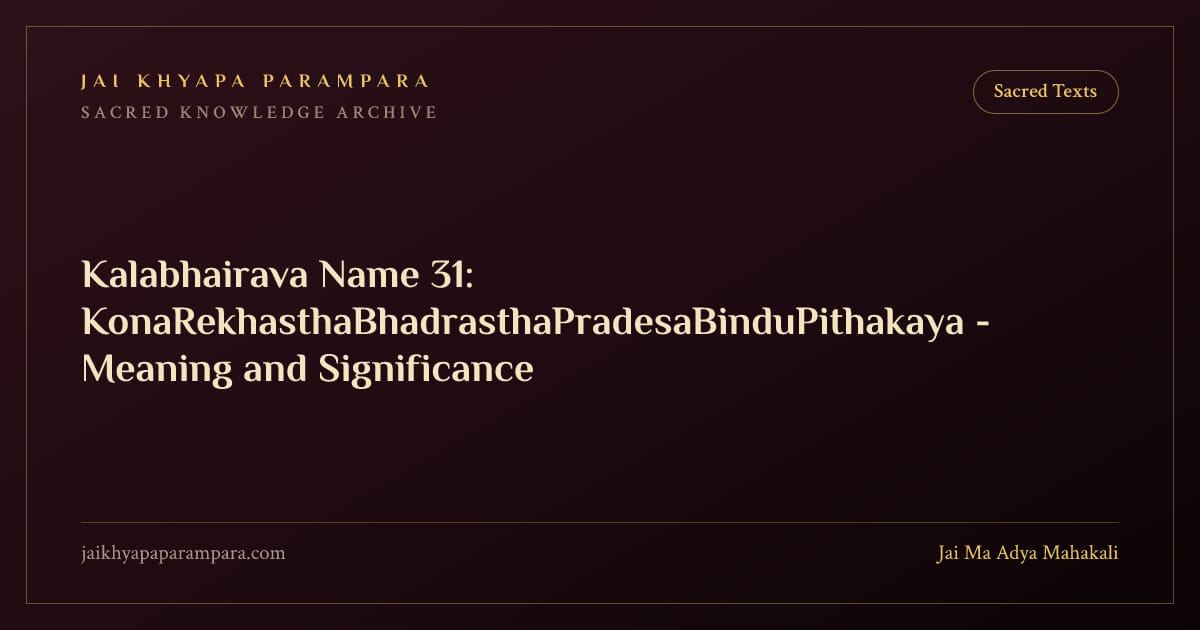 JAI KHYAPA PARAMPARA
SACRED KNOWLEDGE ARCHIVE
Sacred Texts
Kalabhairava Name 31:
KonaRekhasthaBhadrasthaPradesaBinduPithakaya -
Meaning and Significance
jaikhyapaparampara.com
Jai Ma Adya Mahakali